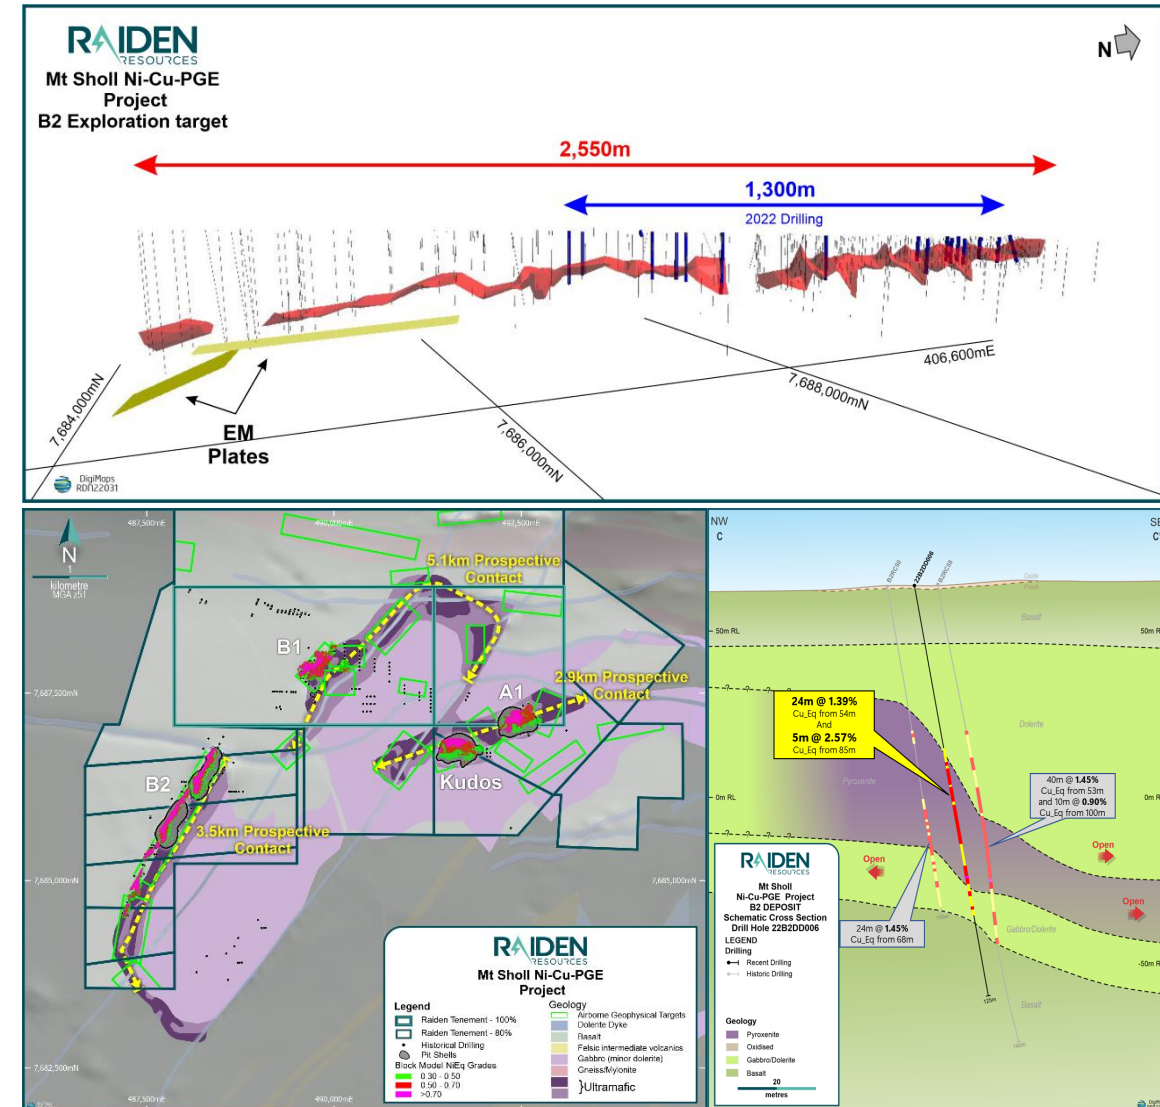 RAIDEN
RESOURCES
Mt Sholl Ni-Cu-PGE
Project
B2 Exploration target
N
2,550m
1,300m
2022 Drilling
406,600mE
7,688,000mN
7,684,000mN
7,686,000mN
EM
Plates
DigiMaps
RDN22031
487,500mE
490,000mE
492,500mE
N
1
kilometre
MGA z51
5.1km Prospective
Contact
B1
2.9km Prospective
Contact
A1
7,687,500mN
Kudos
B2
3.5km Prospective
Contact
7,685,000mN
7,685,000mN
7,682,500mN
487,500mE
490,000mE
RAIDEN
RESOURCES
Mt Sholl Ni-Cu-PGE
Project
Legend
Raiden Tenement - 100%
Raiden Tenement - 80%
Historical Drilling
Pit Shells
Block Model NiEq Grades
0.30 - 0.50
0.50 - 0.70
>0.70
Geology
Airborne Geophysical Targets
Dolerite Dyke
Basalt
Felsic intermediate volcanics
Gabbro (minor dolerite)
Gneiss/Mylonite
}Ultramafic
NW
C
SE
C'
22B2DD006
Oxide
Fresh
Basalt
50m RL
50m R
24m @ 1.39%
Cu_Eq from 54m
And
5m @ 2.57%
Cu_Eq from 85m
Dolerite
Pyroxenite
40m @ 1.45%
Cu_Eq from 53m
and 10m @ 0.90%
Cu_Eq from 100m
0m RL
0m R
Open
Open
Open
24m @ 1.45%
Cu_Eq from 68m
Gabbro/Dolerite
-50m R
Basalt
125m
RAIDEN
RESOURCES
Mt Sholl
Ni-Cu-PGE Project
B2 DEPOSIT
Schematic Cross Section
Drill Hole 22B2DD006
LEGEND
Drilling
Recent Drilling
Historic Drilling
Geology
Pyroxenite
Oxidised
Gabbro/Dolerite
Basalt
20
metres